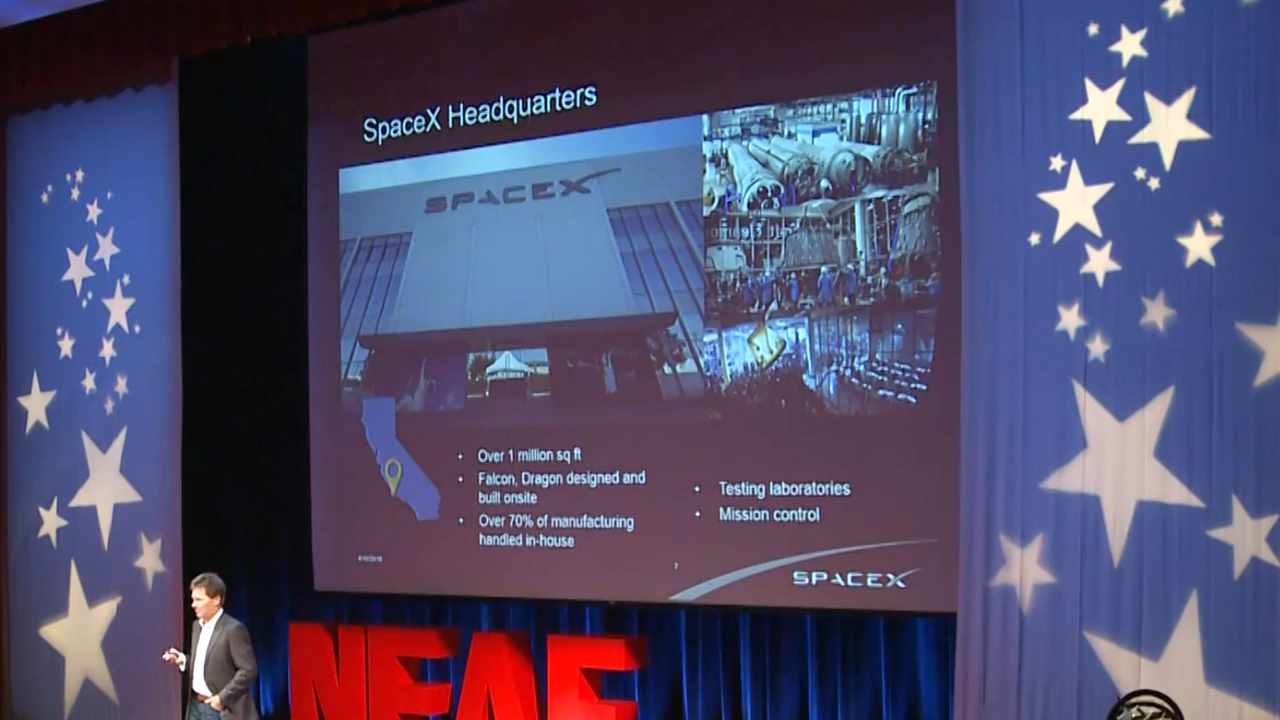 SpaceX Headquarters
SPACEX
• Over 1 million sq ft
• Falcon, Dragon designed and
built onsite
• Over 70% of manufacturing
handled in-house
• Testing laboratories
• Mission control
7
SPACEX
NEAF